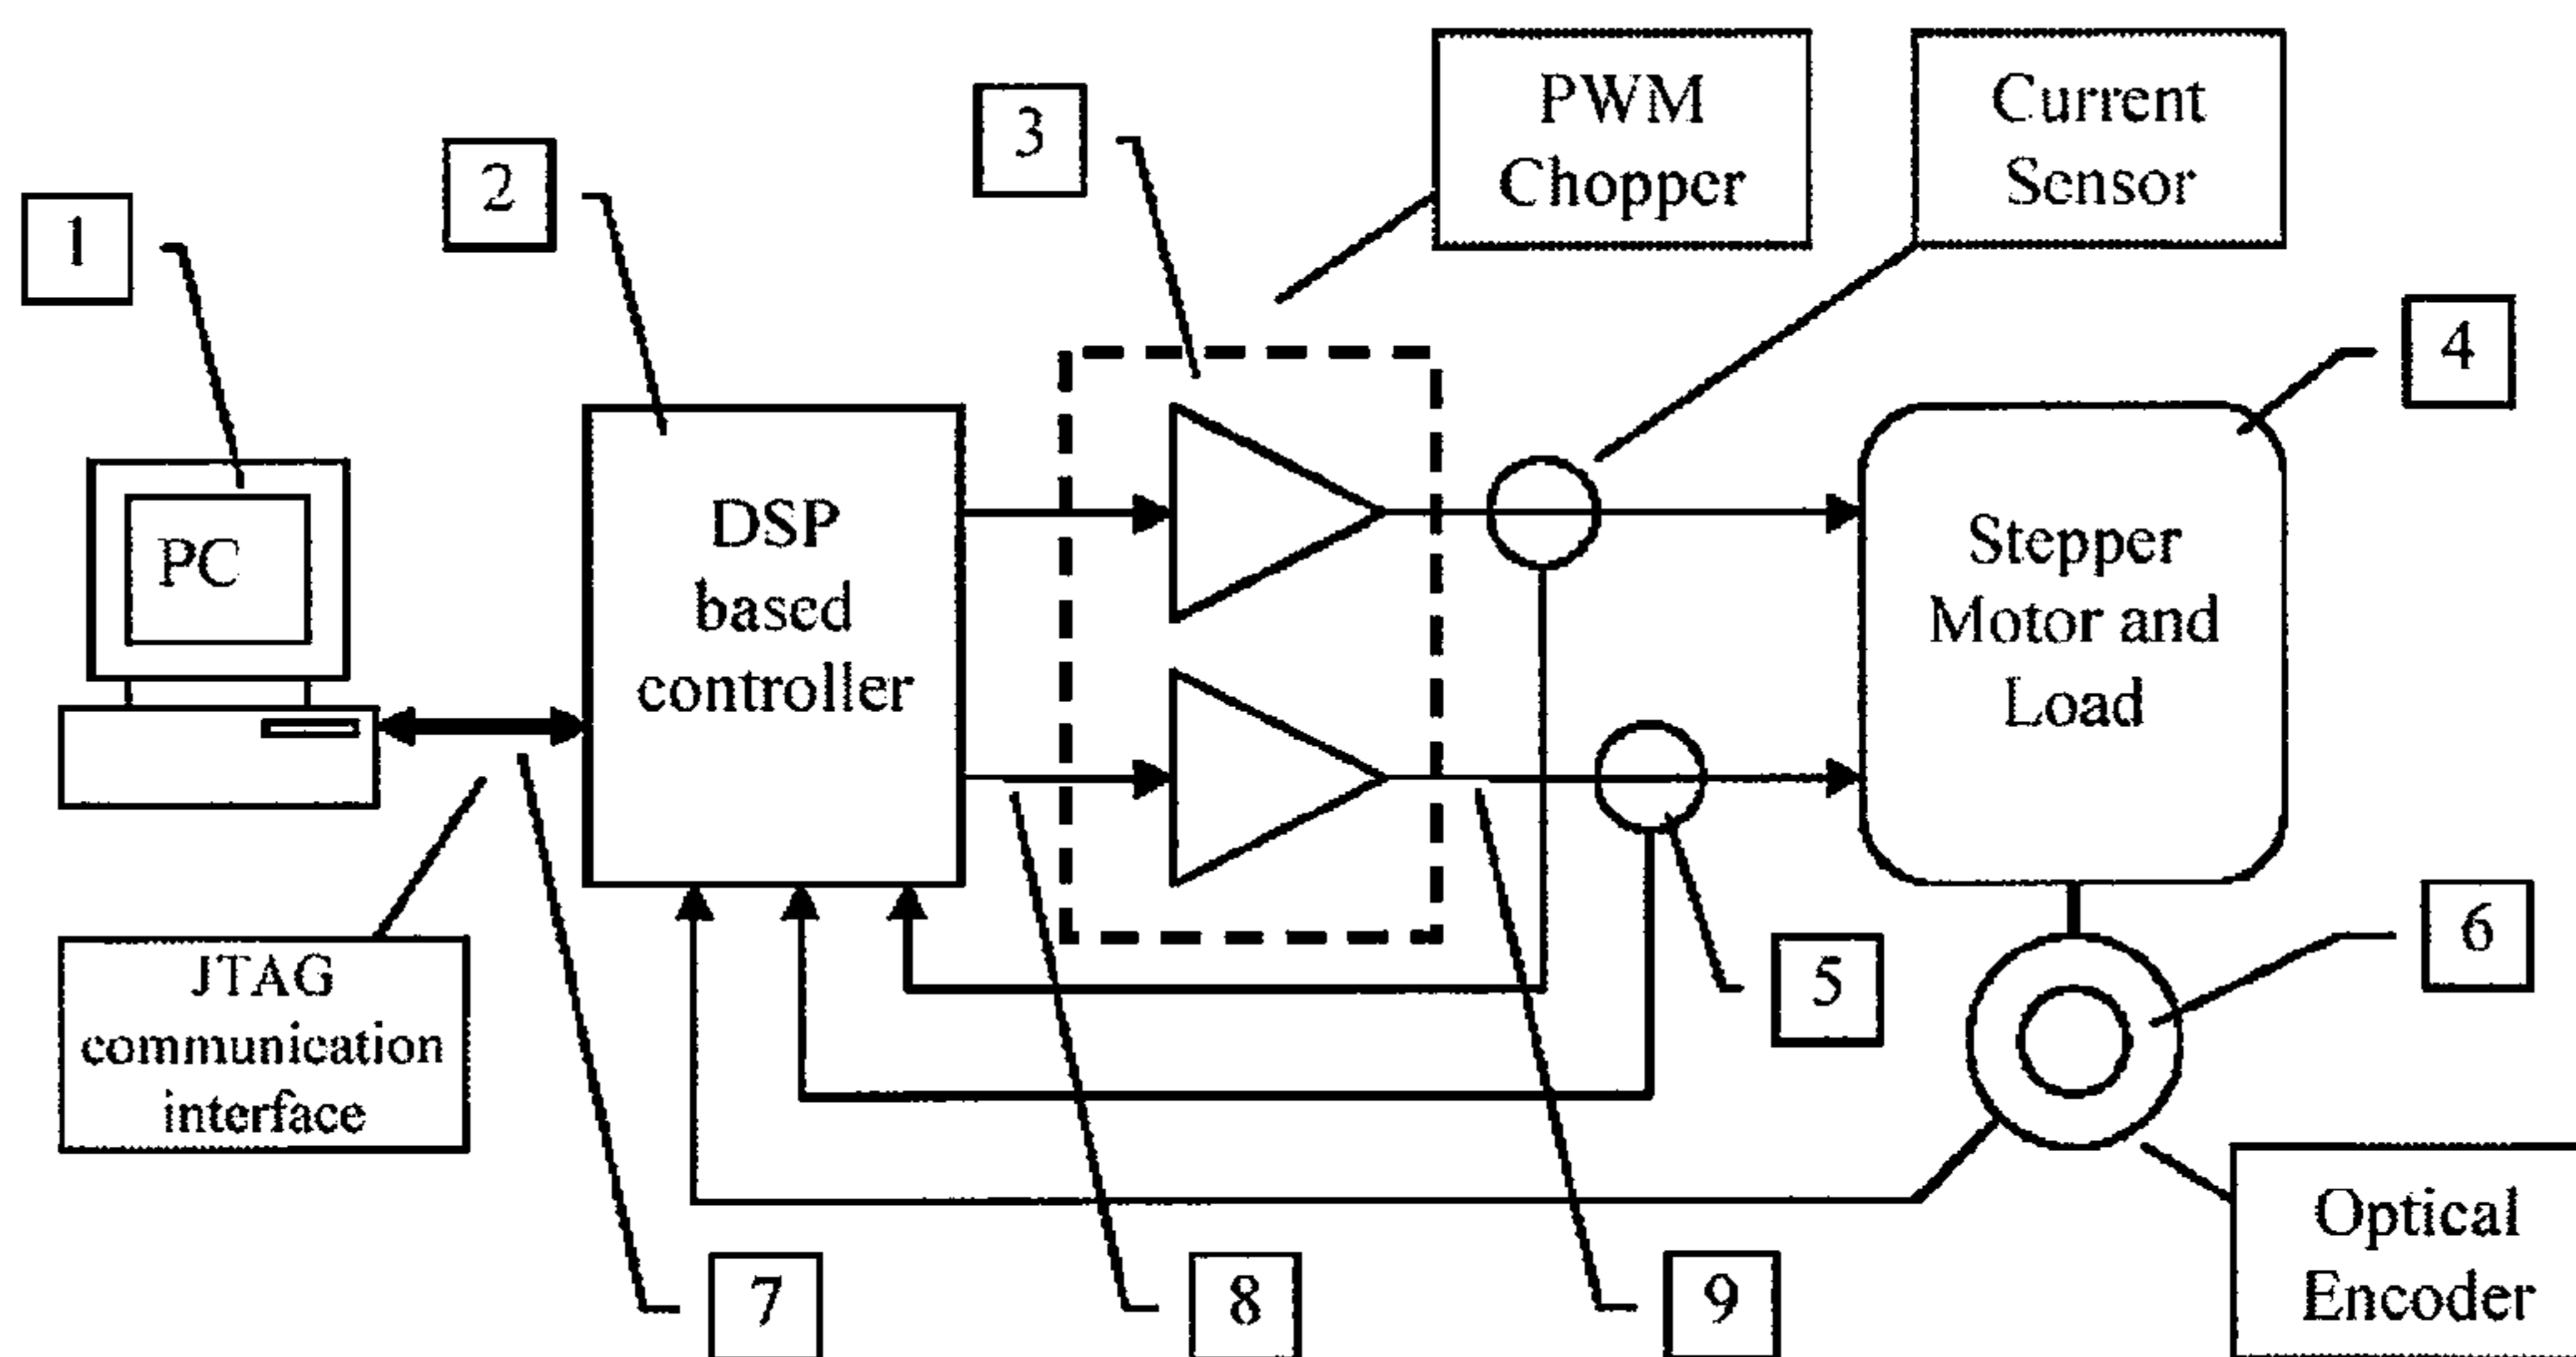 PWM
Chopper
Current
Sensor
3
2
1
4
DSP
based
controller
PC
Stepper
Motor and
Load
JTAG
communication
interface
5
6
7
8
9
Optical
Encoder